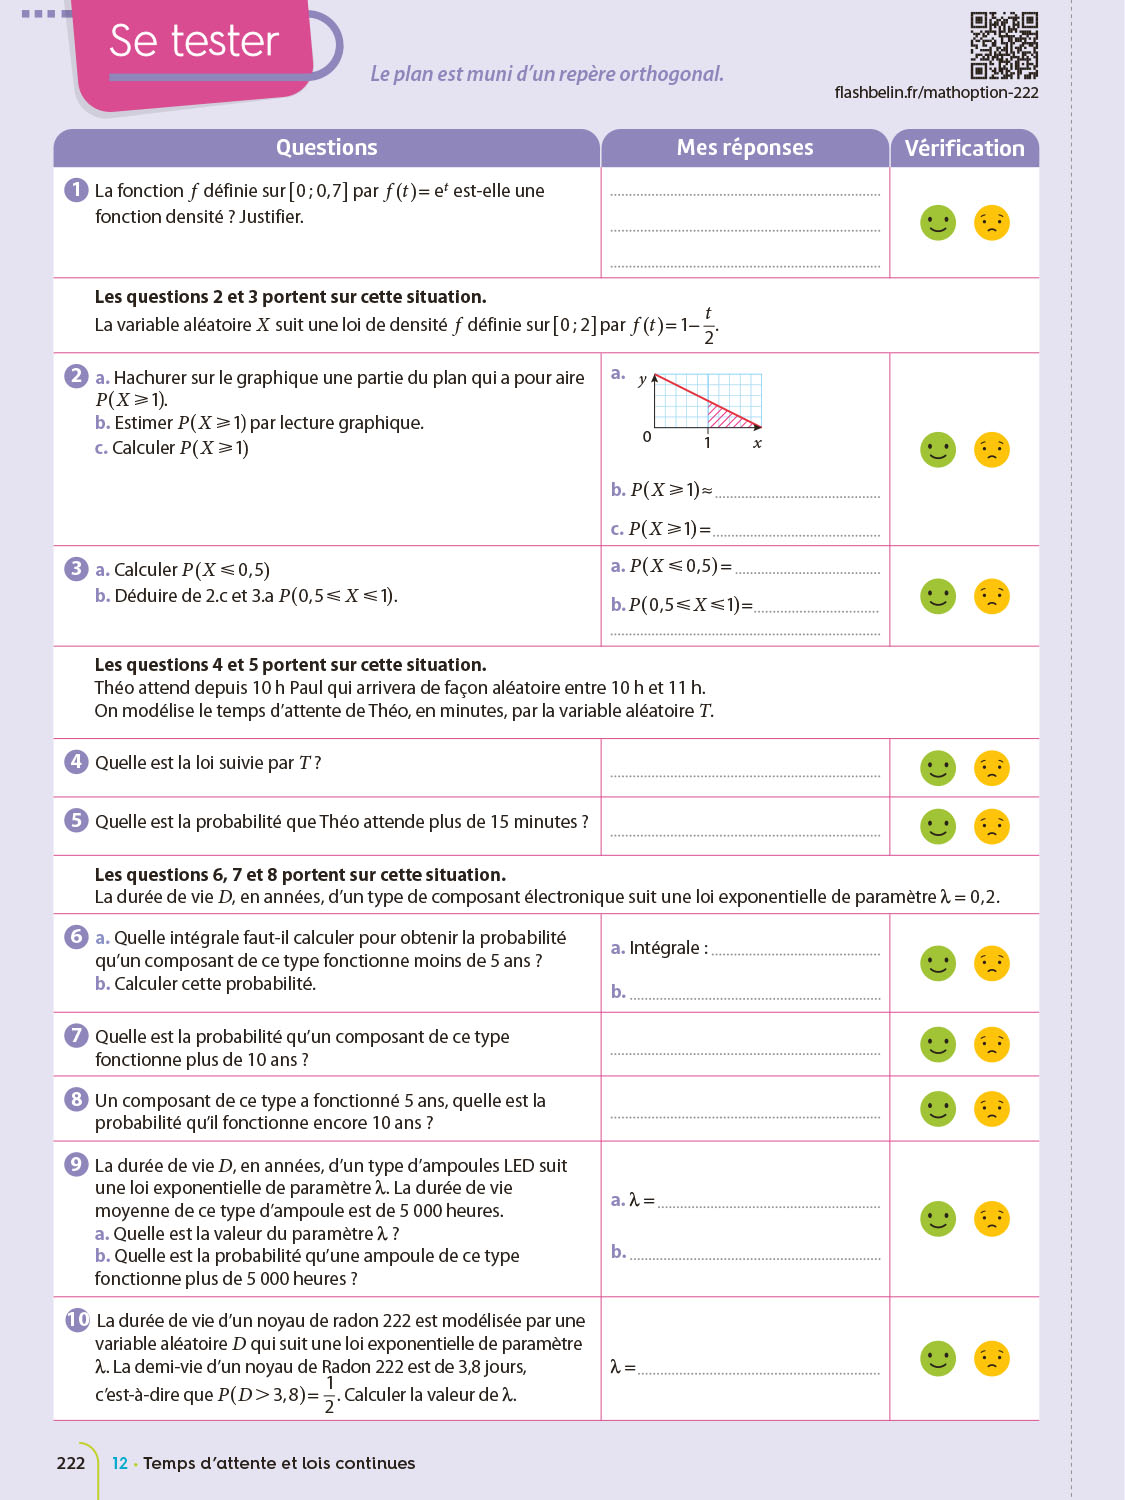 Se tester
Le plan est muni d’un repère orthogonal.
flashbelin.fr/mathoption-222
Questions
Mes réponses
Vérification
1 La fonction f définie sur [0 ; 0,7] par f(t) = eᵗ est-elle une
fonction densité ? Justifier.
Les questions 2 et 3 portent sur cette situation.
La variable aléatoire X suit une loi de densité f définie sur [0 ; 2] par f(t) = 1 − t/2.
2 a. Hachurer sur le graphique une partie du plan qui a pour aire
P(X ⩾ 1).
b. Estimer P(X ⩾ 1) par lecture graphique.
c. Calculer P(X ⩾ 1)
a.
y
0
1
x
b. P(X ⩾ 1) ≈
c. P(X ⩾ 1) =
3 a. Calculer P(X ⩽ 0,5)
b. Déduire de 2.c et 3.a P(0,5 ⩽ X ⩽ 1).
a. P(X ⩽ 0,5) =
b. P(0,5 ⩽ X ⩽ 1) =
Les questions 4 et 5 portent sur cette situation.
Théo attend depuis 10 h Paul qui arrivera de façon aléatoire entre 10 h et 11 h.
On modélise le temps d’attente de Théo, en minutes, par la variable aléatoire T.
4 Quelle est la loi suivie par T ?
5 Quelle est la probabilité que Théo attende plus de 15 minutes ?
Les questions 6, 7 et 8 portent sur cette situation.
La durée de vie D, en années, d’un type de composant électronique suit une loi exponentielle de paramètre λ = 0,2.
6 a. Quelle intégrale faut-il calculer pour obtenir la probabilité
qu’un composant de ce type fonctionne moins de 5 ans ?
b. Calculer cette probabilité.
a. Intégrale :
b.
7 Quelle est la probabilité qu’un composant de ce type
fonctionne plus de 10 ans ?
8 Un composant de ce type a fonctionné 5 ans, quelle est la
probabilité qu’il fonctionne encore 10 ans ?
9 La durée de vie D, en années, d’un type d’ampoules LED suit
une loi exponentielle de paramètre λ. La durée de vie
moyenne de ce type d’ampoule est de 5 000 heures.
a. Quelle est la valeur du paramètre λ ?
b. Quelle est la probabilité qu’une ampoule de ce type
fonctionne plus de 5 000 heures ?
a. λ =
b.
10 La durée de vie d’un noyau de radon 222 est modélisée par une
variable aléatoire D qui suit une loi exponentielle de paramètre
λ. La demi-vie d’un noyau de Radon 222 est de 3,8 jours,
c’est-à-dire que P(D > 3,8) = 1/2. Calculer la valeur de λ.
λ =
222
12 • Temps d’attente et lois continues